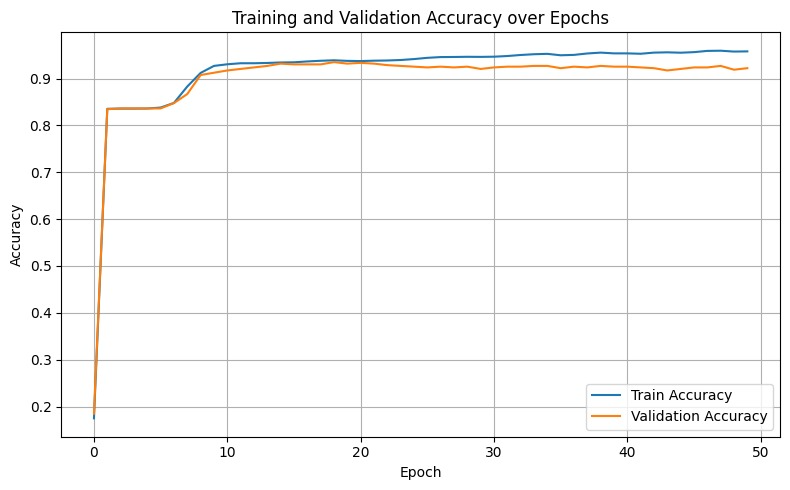 Training and Validation Accuracy over Epochs
Accuracy
0.9
0.8
0.7
0.6
0.5
0.4
0.3
0.2
Train Accuracy
Validation Accuracy
0 10 20 30 40 50
Epoch